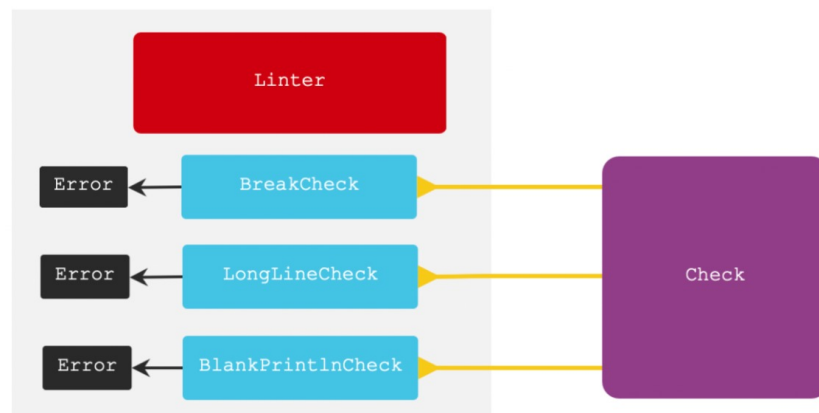 Linter
Error
BreakCheck
Error
LongLineCheck
Check
Error
BlankPrintlnCheck